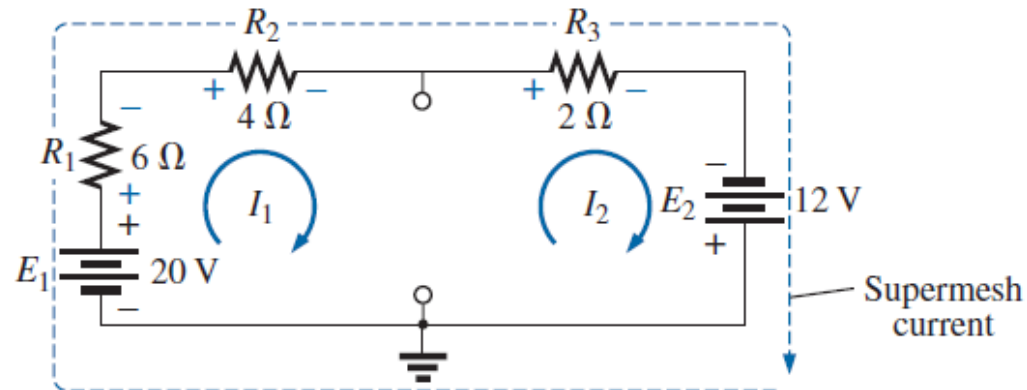 R2
R3
+ − + −
4 Ω
2 Ω
−
R1
6 Ω
+
I1
I2
−
E2
12 V
+
+
E1
20 V
−
Supermesh
current